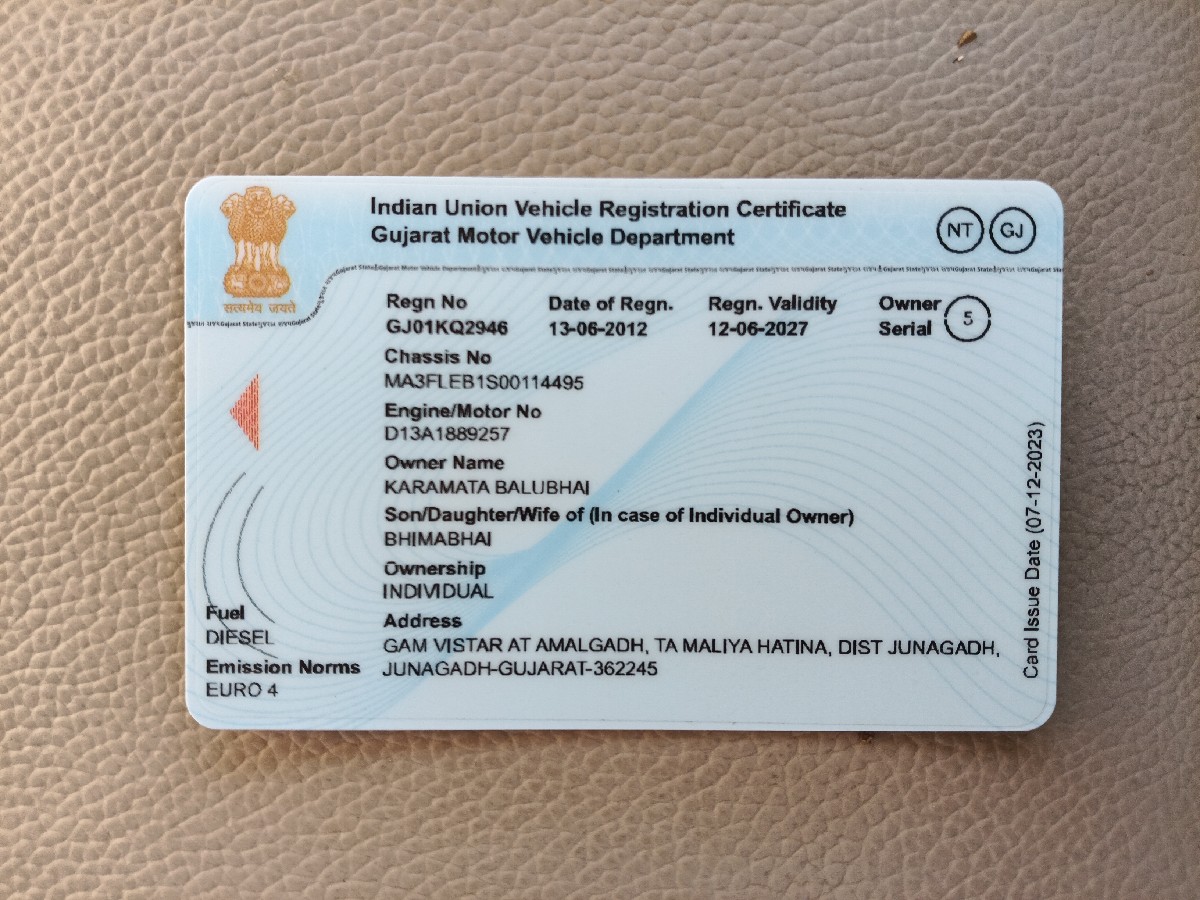 Indian Union Vehicle Registration Certificate
Gujarat Motor Vehicle Department
NT GJ
सत्यमेव जयते
Regn No Date of Regn. Regn. Validity Owner Serial 5
GJ01KQ2946 13-06-2012 12-06-2027
Chassis No
MA3FLEB1S00114495
Engine/Motor No
D13A1889257
Owner Name
KARAMATA BALUBHAI
Son/Daughter/Wife of (In case of Individual Owner)
BHIMABHAI
Ownership
INDIVIDUAL
Fuel
DIESEL
Emission Norms
EURO 4
Address
GAM VISTAR AT AMALGADH, TA MALIYA HATINA, DIST JUNAGADH,
JUNAGADH-GUJARAT-362245
Card Issue Date (07-12-2023)